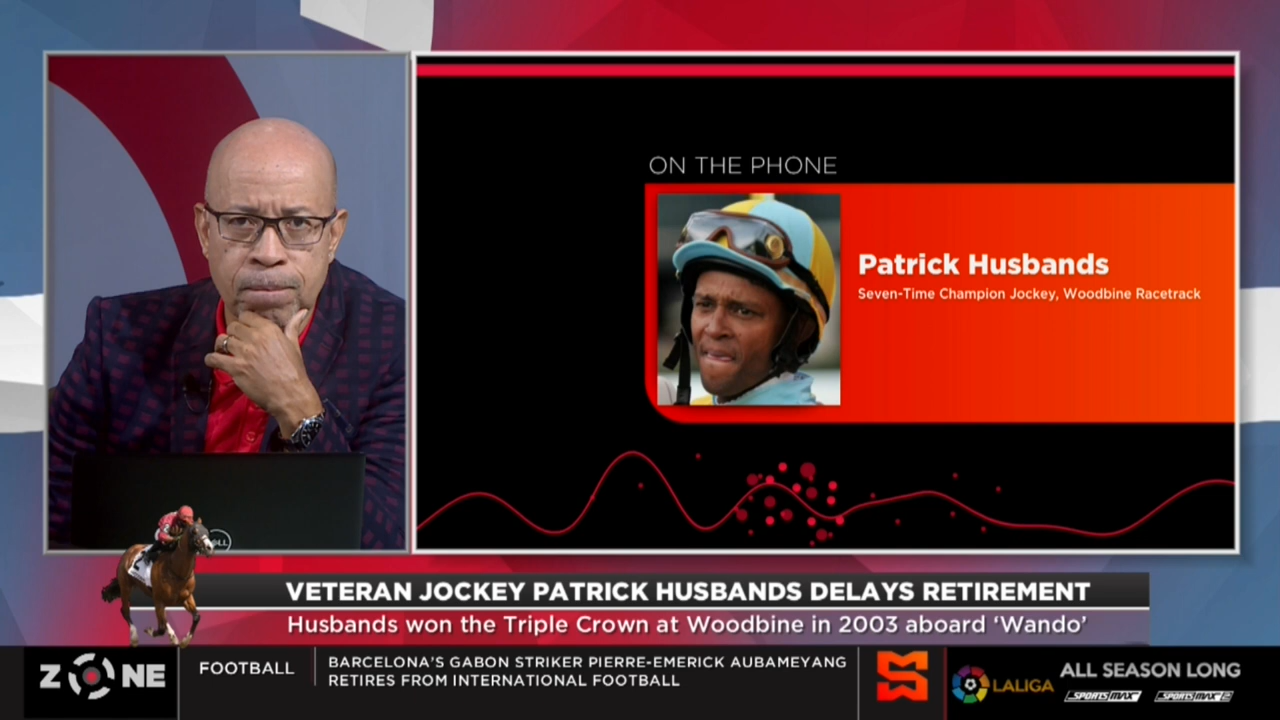 ON THE PHONE
Patrick Husbands
Seven-Time Champion Jockey, Woodbine Racetrack
VETERAN JOCKEY PATRICK HUSBANDS DELAYS RETIREMENT
Husbands won the Triple Crown at Woodbine in 2003 aboard ‘Wando’
ZONE
FOOTBALL
BARCELONA'S GABON STRIKER PIERRE-EMERICK AUBAMEYANG
RETIRES FROM INTERNATIONAL FOOTBALL
LALIGA
ALL SEASON LONG
SPORTSMAX
SPORTSMAX 2